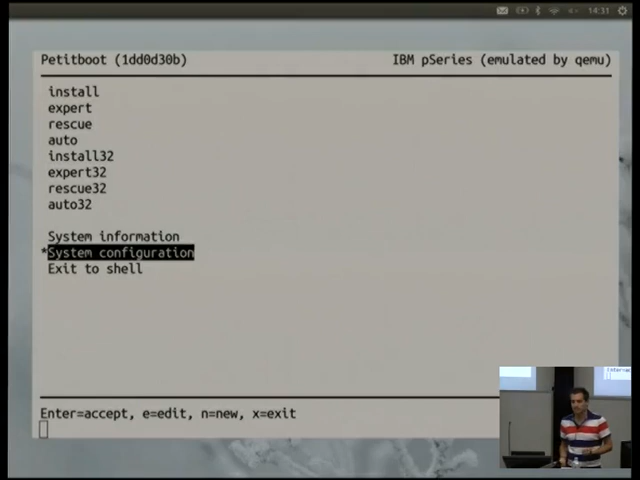 14:31
Petitboot (1dd0d30b) IBM pSeries (emulated by qemu)
install
expert
rescue
auto
install32
expert32
rescue32
auto32
System information
*System configuration
Exit to shell
Enter=accept, e=edit, n=new, x=exit